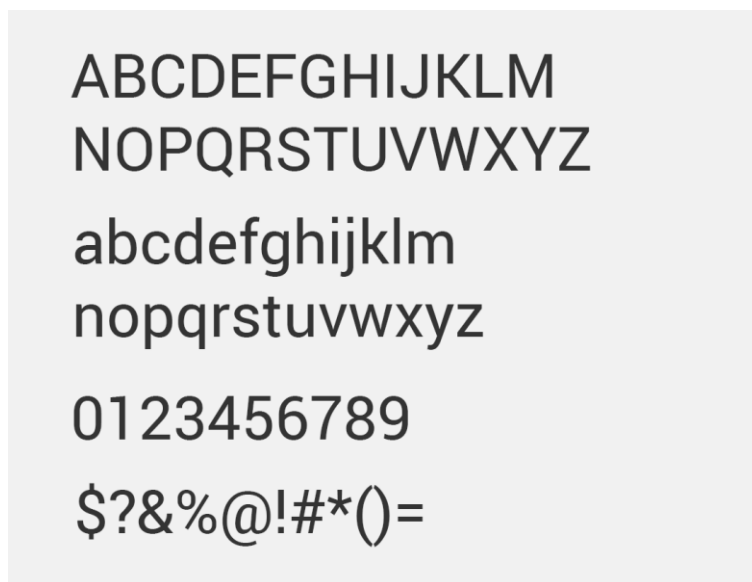 ABCDEFGHIJKLM
NOPQRSTUVWXYZ
abcdefghijklm
nopqrstuvwxyz
0123456789
$?&%@!#*()=